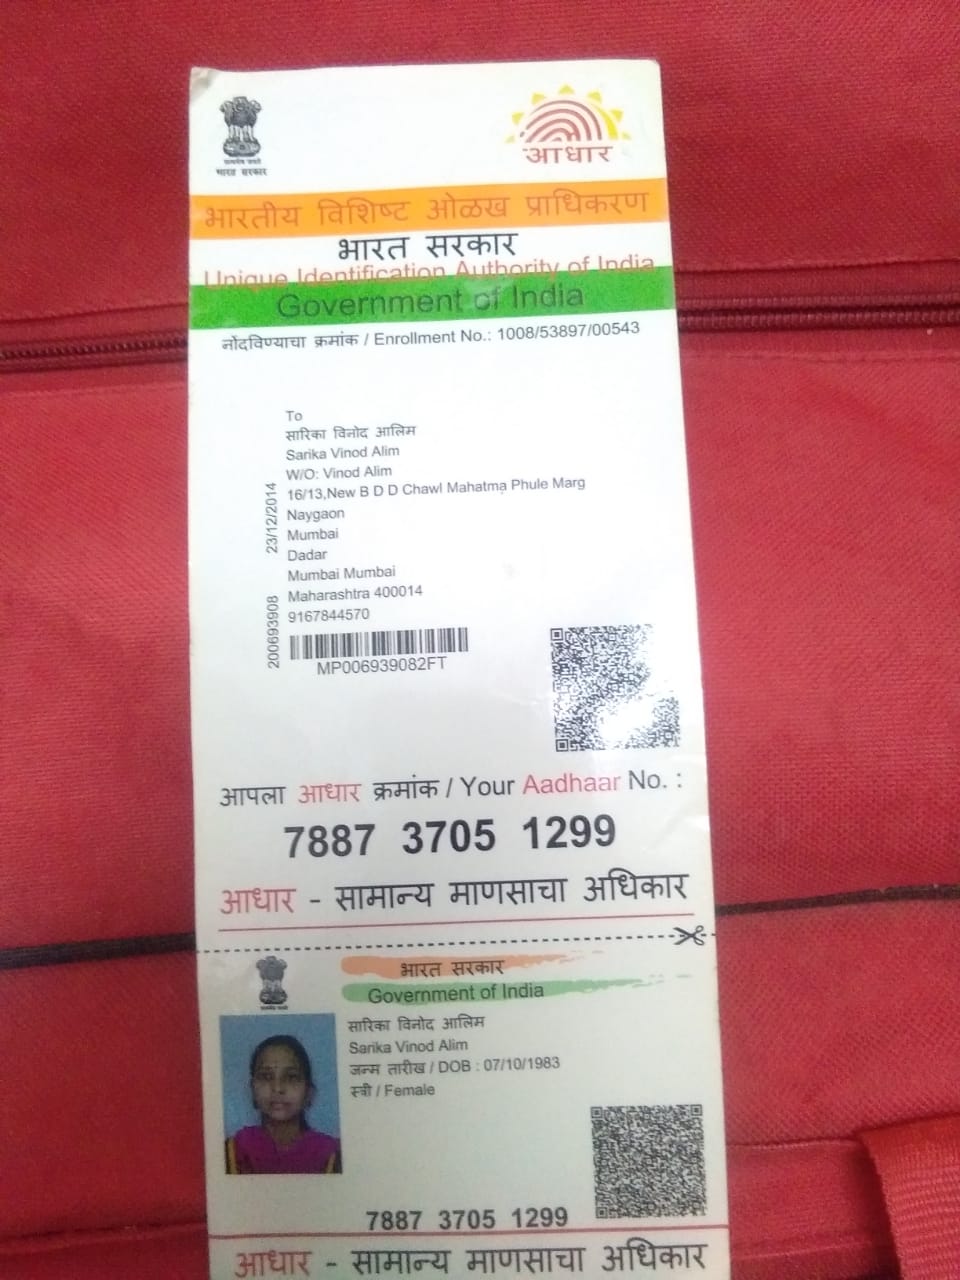 सत्यमेव जयते
भारत सरकार
आधार
भारतीय विशिष्ट ओळख प्राधिकरण
भारत सरकार
Unique Identification Authority of India
Government of India
नोंदविण्याचा क्रमांक / Enrollment No.: 1008/53897/00543
To
सारिका विनोद आलिम
Sarika Vinod Alim
W/O: Vinod Alim
16/13,New B D D Chawl Mahatma Phule Marg
Naygaon
Mumbai
Dadar
Mumbai Mumbai
Maharashtra 400014
9167844570
23/12/2014
200693908
MP006939082FT
आपला आधार क्रमांक / Your Aadhaar No. :
7887 3705 1299
आधार - सामान्य माणसाचा अधिकार
भारत सरकार
Government of India
सारिका विनोद आलिम
Sarika Vinod Alim
जन्म तारीख / DOB : 07/10/1983
स्त्री / Female
7887 3705 1299
आधार - सामान्य माणसाचा अधिकार